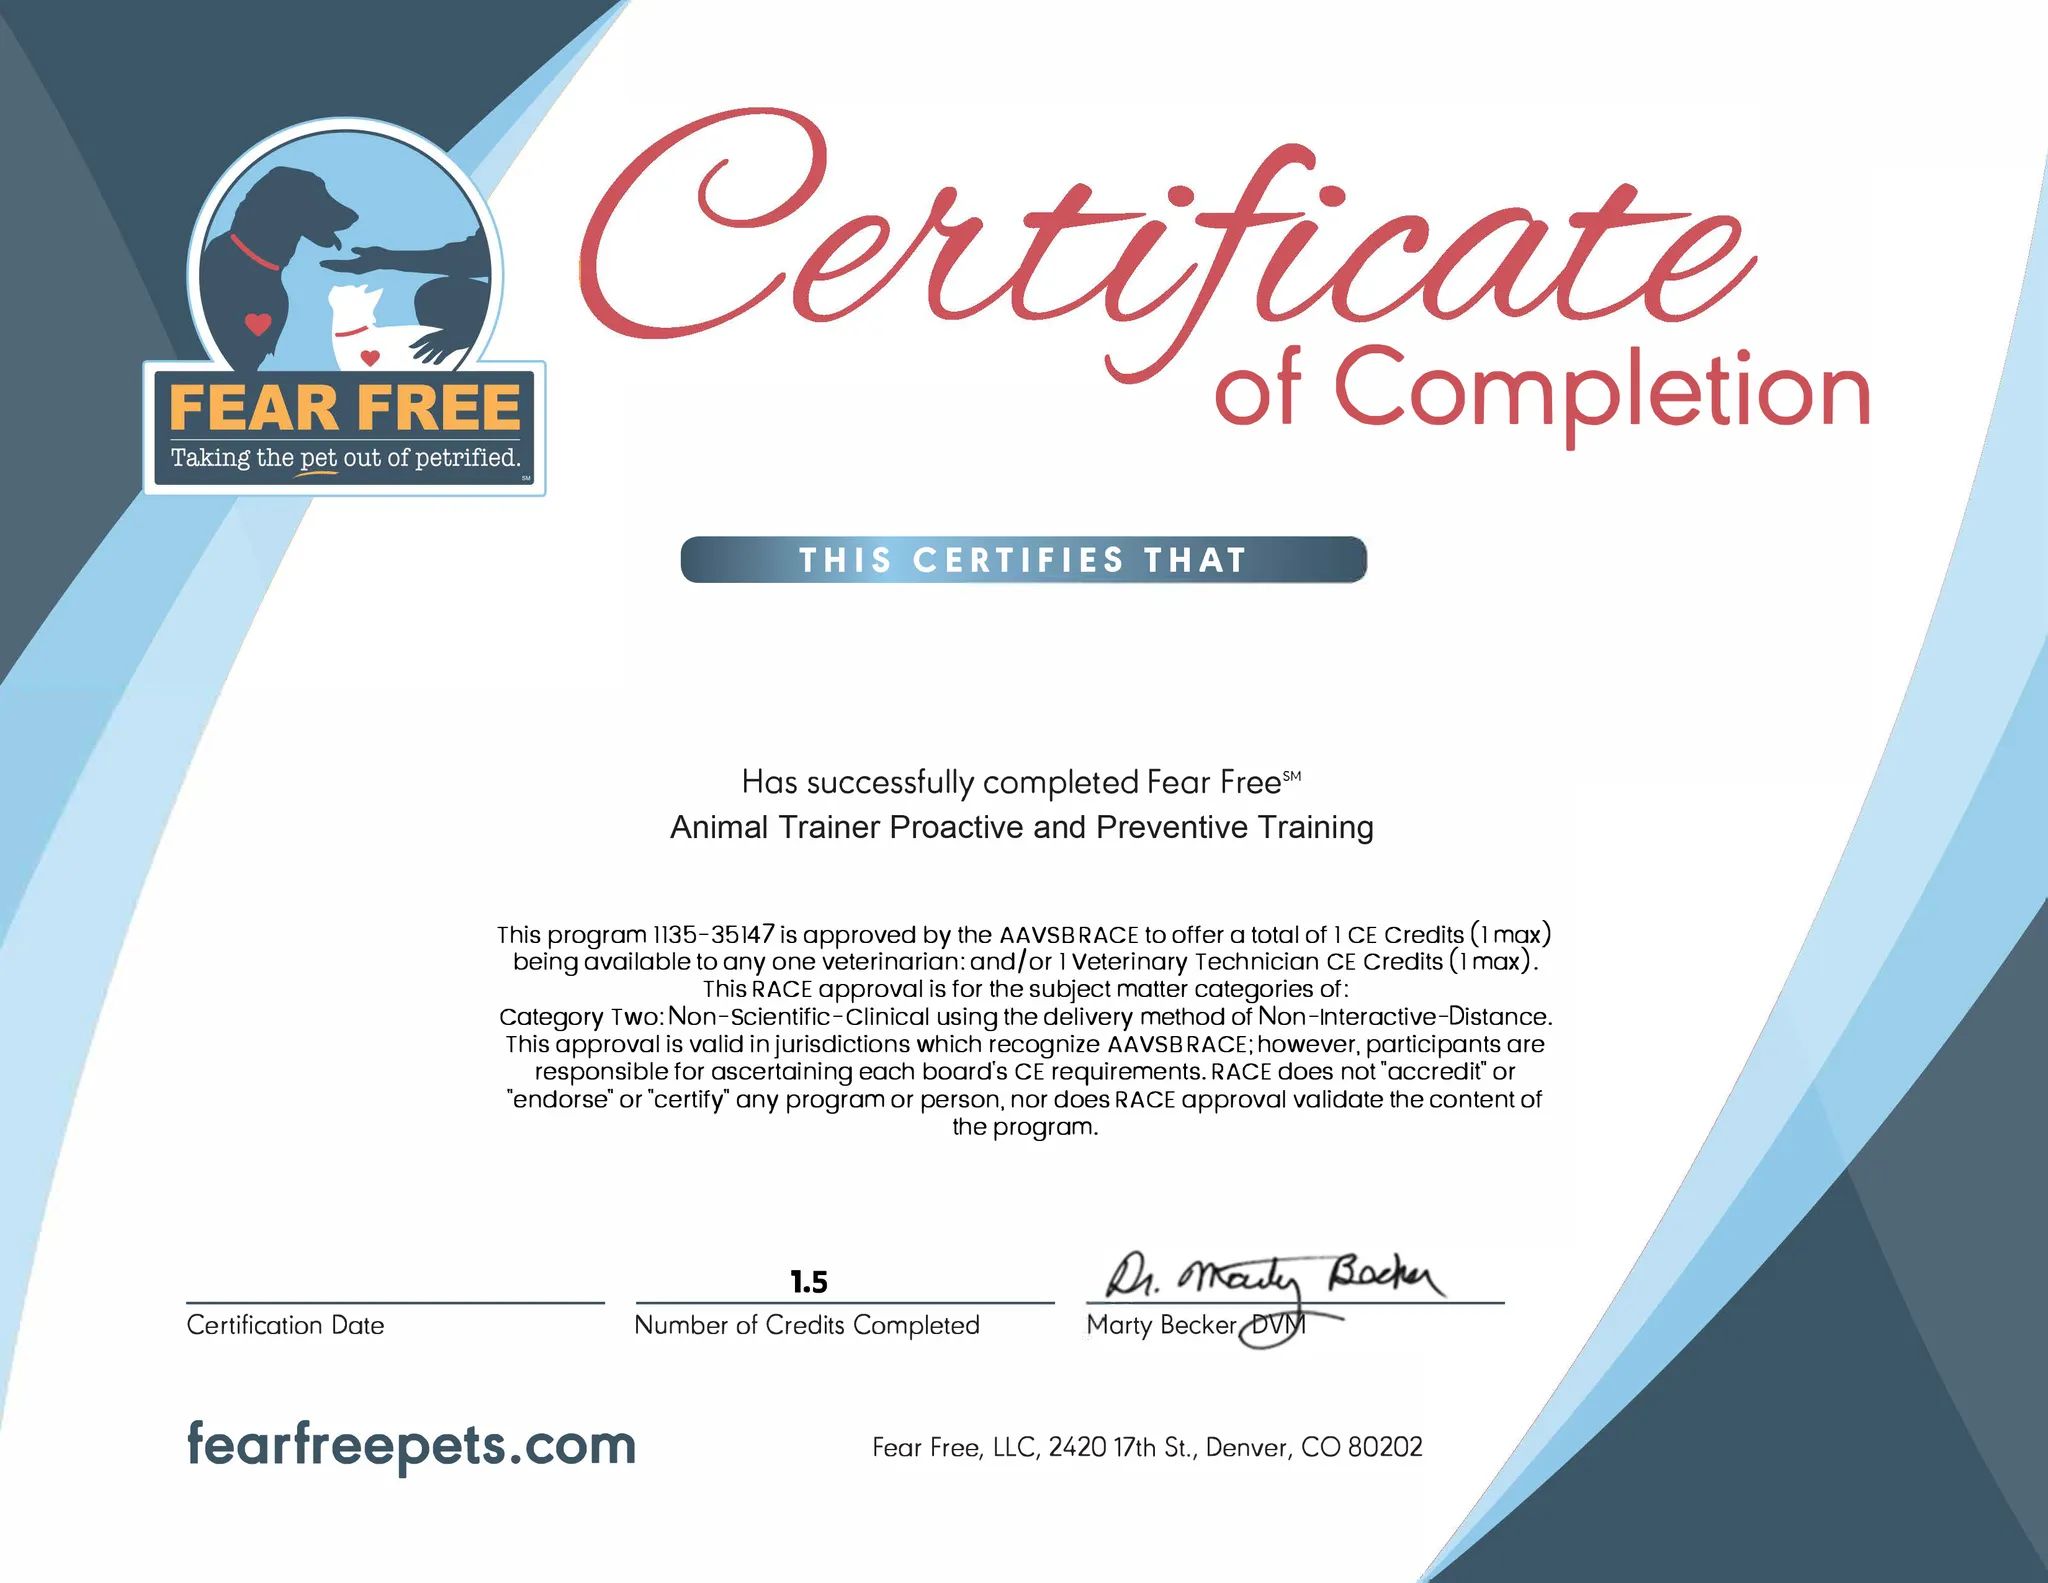 Certificate
of Completion
FEAR FREE
Taking the pet out of petrified.
SM
THIS CERTIFIES THAT
Has successfully completed Fear Free℠
Animal Trainer Proactive and Preventive Training
This program 1135-35147 is approved by the AAVSB RACE to offer a total of 1 CE Credits (1 max)
being available to any one veterinarian: and/or 1 Veterinary Technician CE Credits (1 max).
This RACE approval is for the subject matter categories of:
Category Two: Non-Scientific-Clinical using the delivery method of Non-Interactive-Distance.
This approval is valid in jurisdictions which recognize AAVSB RACE; however, participants are
responsible for ascertaining each board's CE requirements. RACE does not "accredit" or
"endorse" or "certify" any program or person, nor does RACE approval validate the content of
the program.
1.5
Dr. Marty Becker
Certification Date
Number of Credits Completed
Marty Becker, DVM
fearfreepets.com
Fear Free, LLC, 2420 17th St., Denver, CO 80202